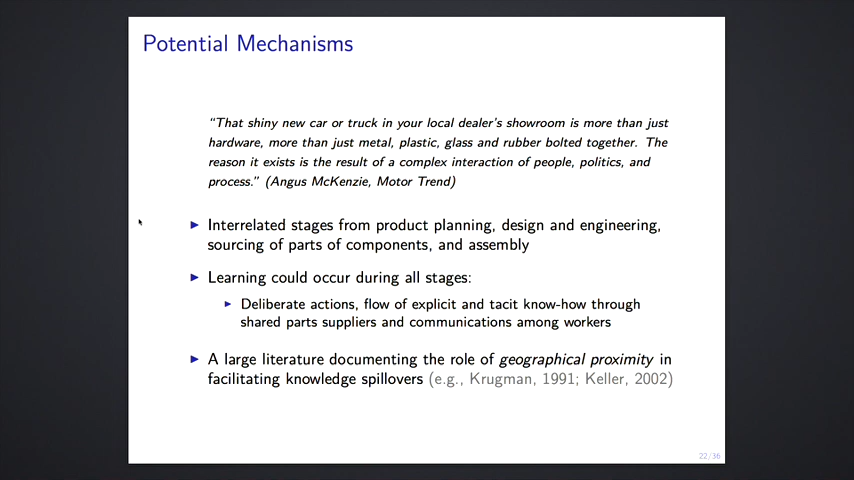 Potential Mechanisms
"That shiny new car or truck in your local dealer's showroom is more than just
hardware, more than just metal, plastic, glass and rubber bolted together. The
reason it exists is the result of a complex interaction of people, politics, and
process." (Angus McKenzie, Motor Trend)
Interrelated stages from product planning, design and engineering,
sourcing of parts of components, and assembly
Learning could occur during all stages:
Deliberate actions, flow of explicit and tacit know-how through
shared parts suppliers and communications among workers
A large literature documenting the role of geographical proximity in
facilitating knowledge spillovers (e.g., Krugman, 1991; Keller, 2002)
22/36